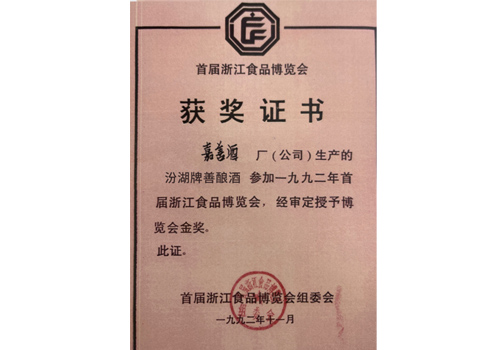 首届浙江食品博览会
获奖证书
嘉善酒 厂(公司)生产的
汾湖牌善酿酒 参加一九九二年首
届浙江食品博览会，经审定授予博
览会金奖。
此证。
首届浙江食品博览会组委会
一九九二年十一月